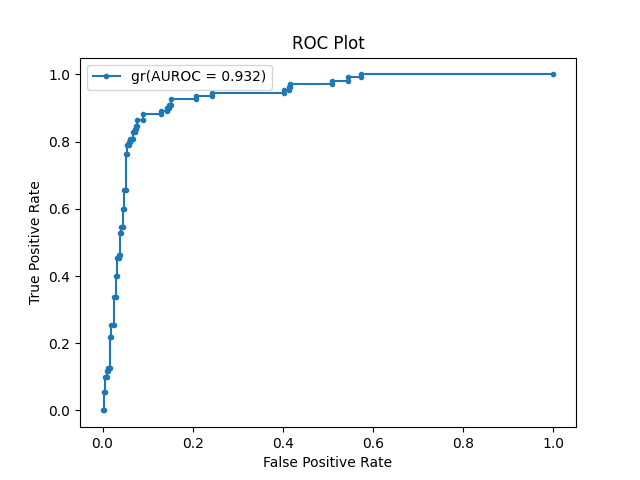 ROC Plot
gr(AUROC = 0.932)
True Positive Rate
1.0
0.8
0.6
0.4
0.2
0.0
0.0 0.2 0.4 0.6 0.8 1.0
False Positive Rate